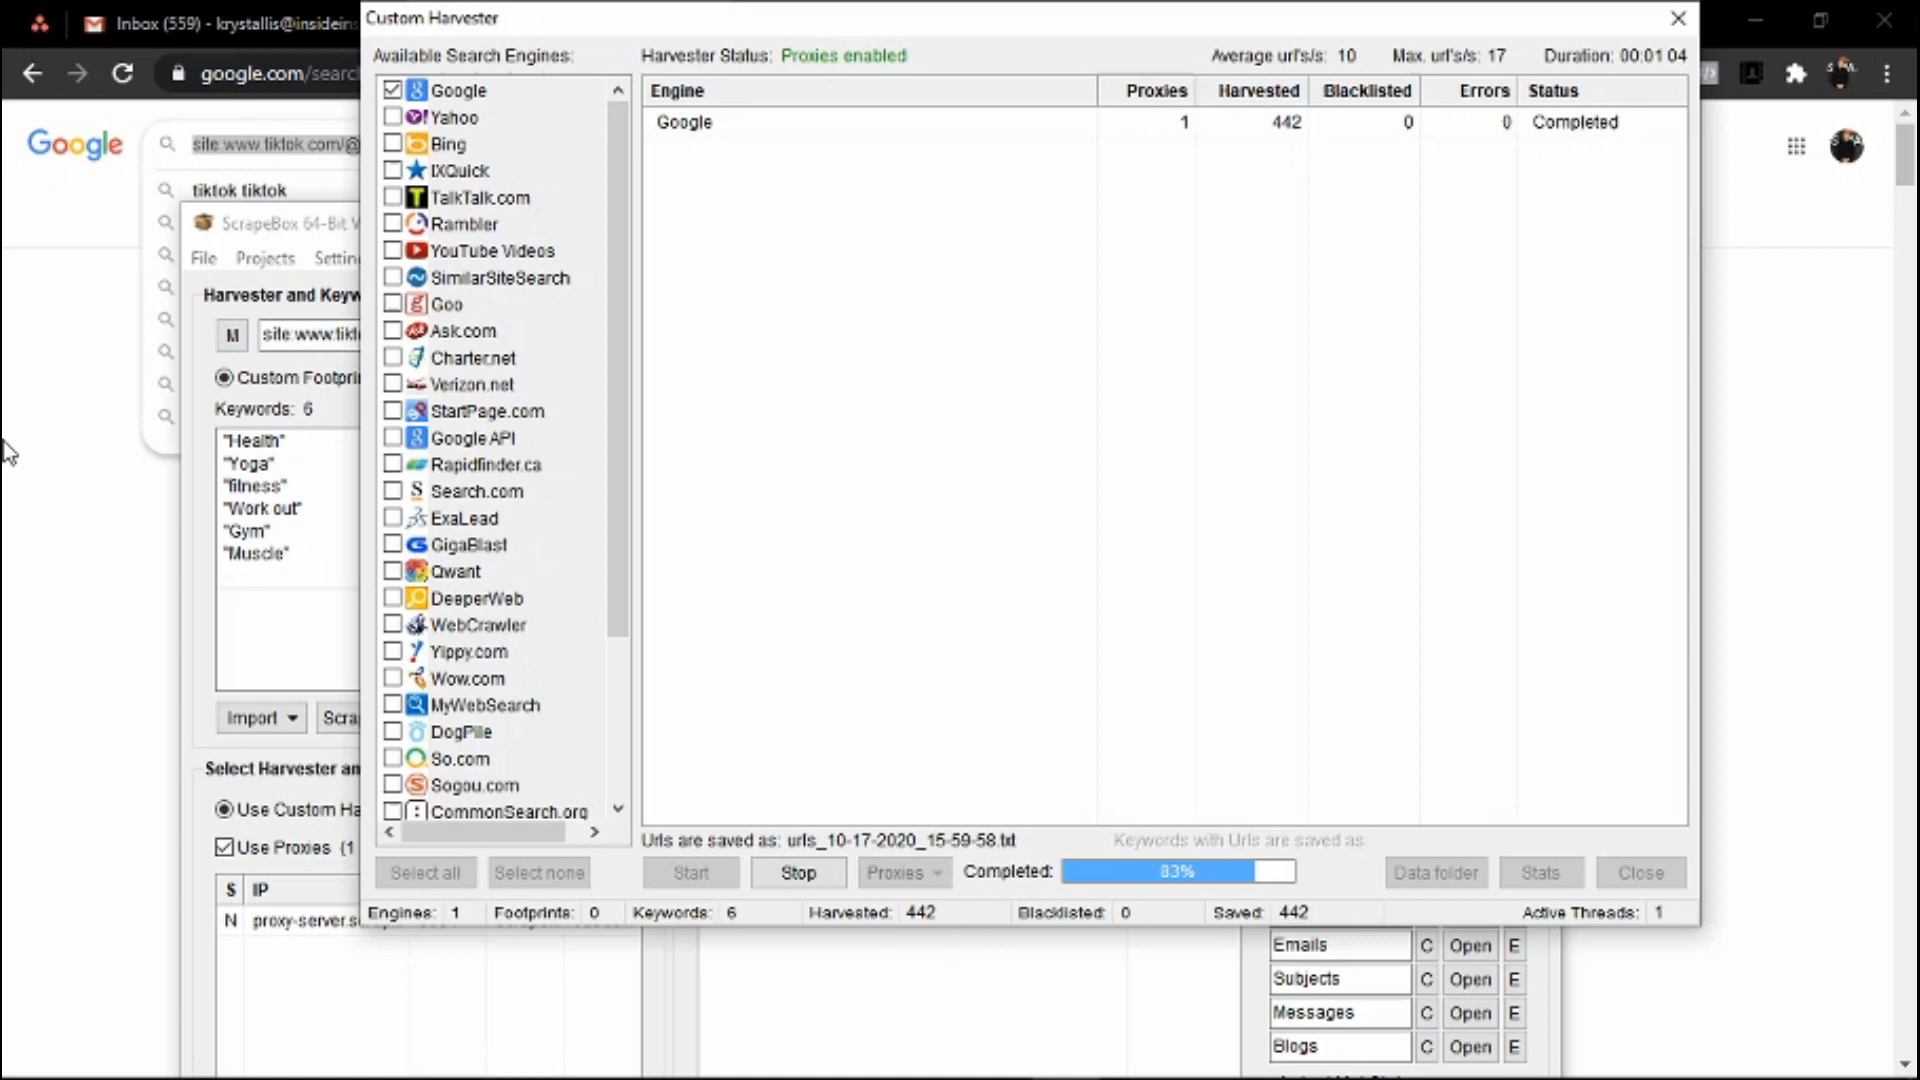 Inbox (559) - krystallis@insidein
google.com/search
Google
site:www.tiktok.com/@
tiktok tiktok
ScrapeBox 64-Bit V
File Projects Settin
Harvester and Keyw
M site:www.tikt
Custom Footpri
Keywords: 6
"Health"
"Yoga"
"fitness"
"Work out"
"Gym"
"Muscle"
Import Scra
Select Harvester an
Use Custom Ha
Use Proxies (1
S IP
N proxy-server.s
Custom Harvester
Available Search Engines:
Google
Yahoo
Bing
IXQuick
TalkTalk.com
Rambler
YouTube Videos
SimilarSiteSearch
Goo
Ask.com
Charter.net
Verizon.net
StartPage.com
Google API
Rapidfinder.ca
Search.com
ExaLead
GigaBlast
Qwant
DeeperWeb
WebCrawler
Yippy.com
Wow.com
MyWebSearch
DogPile
So.com
Sogou.com
CommonSearch.org
Select all Select none
Harvester Status: Proxies enabled Average url's/s: 10 Max. url's/s: 17 Duration: 00:01 04
Engine Proxies Harvested Blacklisted Errors Status
Google 1 442 0 0 Completed
Urls are saved as: urls_10-17-2020_15-59-58.txt Keywords with Urls are saved as:
Start Stop Proxies Completed: 83% Data folder Stats Close
Engines: 1 Footprints: 0 Keywords: 6 Harvested: 442 Blacklisted: 0 Saved: 442 Active Threads: 1
Emails C Open E
Subjects C Open E
Messages C Open E
Blogs C Open E